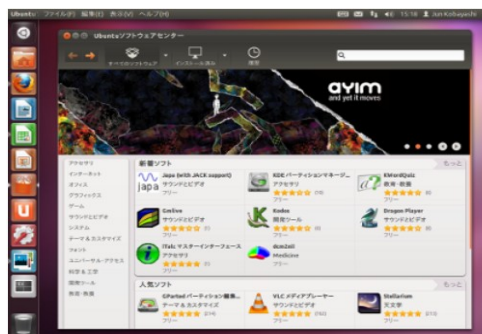 Ubuntu ファイル(F) 編集(E) 表示(V) ヘルプ(H)
15:18 Jun Kobayashi
Ubuntuソフトウェアセンター
すべてのソフトウェア インストール済み 履歴
ayim
and yet it moves
アクセサリ
インターネット
オフィス
グラフィックス
ゲーム
サウンドとビデオ
システム
テーマ & カスタマイズ
フォント
ユニバーサル・アクセス
科学 & 工学
開発ツール
教育・教養
新着ソフト
もっと
japa
Japa (with JACK support)
サウンドとビデオ
フリー
KDE パーティションマネージ...
アクセサリ
フリー
KWordQuiz
教育・教養
フリー
Gmlive
サウンドとビデオ
フリー
Kodos
開発ツール
フリー
Dragon Player
サウンドとビデオ
フリー
iTalc マスターインターフェース
アクセサリ
フリー
dcm2nii
Medicine
フリー
人気ソフト
もっと
GParted パーティション編集...
テーマ & カスタマイズ
フリー
VLC メディアプレーヤー
サウンドとビデオ
フリー
Stellarium
天文学
フリー